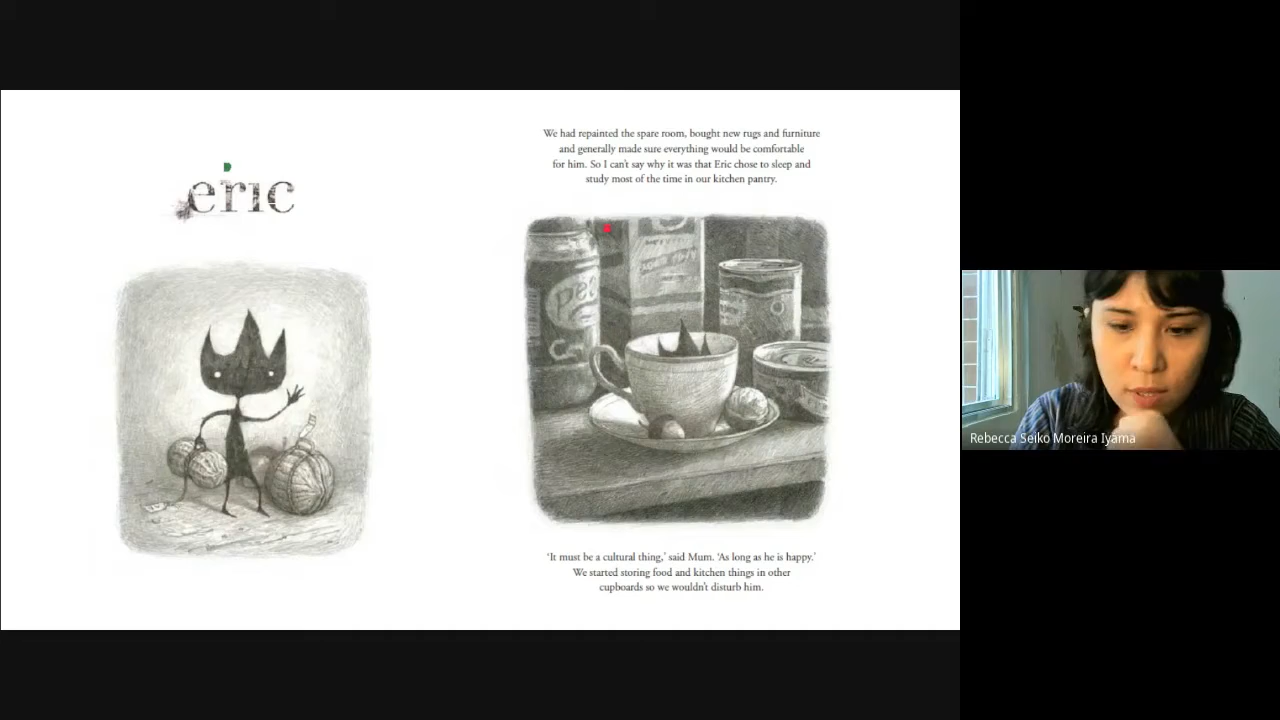 eric
We had repainted the spare room, bought new rugs and furniture
and generally made sure everything would be comfortable
for him. So I can't say why it was that Eric chose to sleep and
study most of the time in our kitchen pantry.
'It must be a cultural thing,' said Mum. 'As long as he is happy.'
We started storing food and kitchen things in other
cupboards so we wouldn't disturb him.
Rebecca Seiko Moreira Iyama